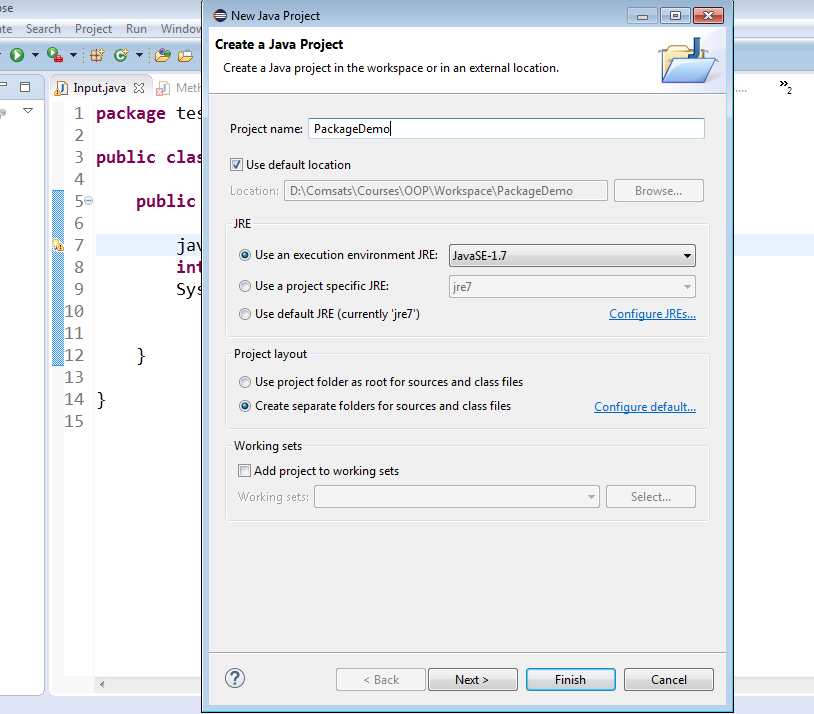 New Java Project
Create a Java Project
Create a Java project in the workspace or in an external location.
Search Project Run Window
Input.java
2
Project name: PackageDemo
Use default location
Location: D:\Comsats\Courses\OOP\Workspace\PackageDemo Browse...
JRE
Use an execution environment JRE: JavaSE-1.7
Use a project specific JRE: jre7
Use default JRE (currently 'jre7') Configure JREs...
Project layout
Use project folder as root for sources and class files
Create separate folders for sources and class files Configure default...
Working sets
Add project to working sets
Working sets: Select...
? < Back Next > Finish Cancel
1 package tes
2
3 public clas
4
5 public
6
7 jav
8 int
9 Sys
10
11
12 }
13
14 }
15